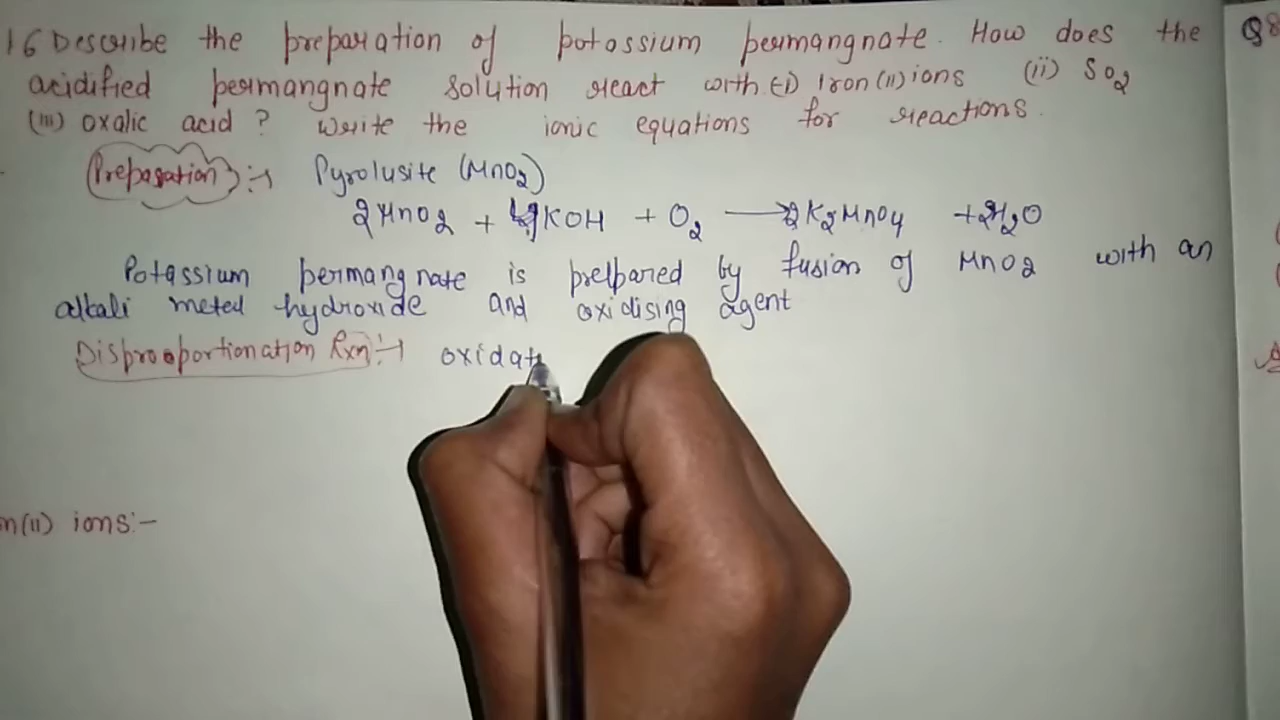 16 Describe the preparation of potassium permangnate. How does the
acidified permangnate solution react with (i) Iron (II) ions (ii) SO2
(iii) oxalic acid? Write the ionic equations for reactions.
Preparation :→ Pyrolusite (MnO2)
2MnO2 + 4KOH + O2 → 2K2MnO4 + 2H2O
Potassium permangnate is prepared by fusion of MnO2 with an
alkali metal hydroxide and oxidising agent
Disproportionation Rxn :→ oxidat
n(II) ions:-
Q8